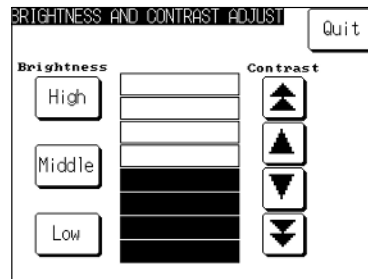 BRIGHTNESS AND CONTRAST ADJUST
Quit
Brightness
Contrast
High
Middle
Low